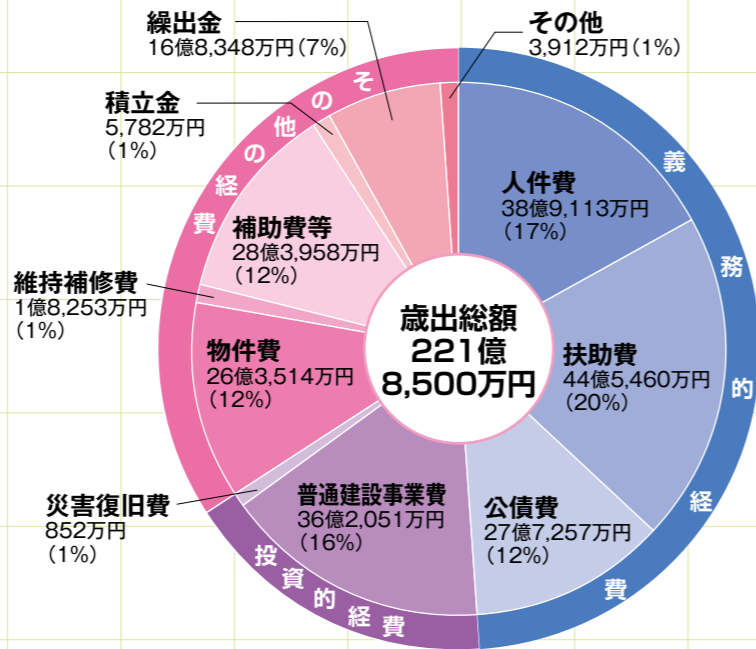 繰出金
16億8,348万円(7%)
その他
3,912万円(1%)
積立金
5,782万円
(1%)
その他の経費
義務的経費
人件費
38億9,113万円
(17%)
補助費等
28億3,958万円
(12%)
維持補修費
1億8,253万円
(1%)
歳出総額
221億
8,500万円
物件費
26億3,514万円
(12%)
扶助費
44億5,460万円
(20%)
災害復旧費
852万円
(1%)
普通建設事業費
36億2,051万円
(16%)
公債費
27億7,257万円
(12%)
投資的経費